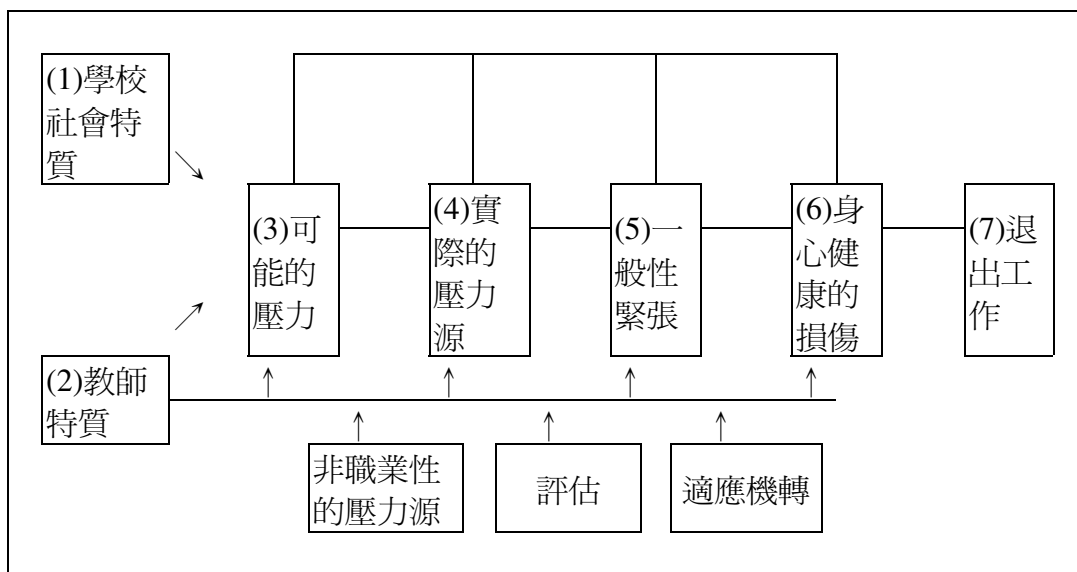 (1)學校
社會特
質
(3)可
能的
壓力
(4)實
際的
壓力
源
(5)一
般性
緊張
(6)身
心健
康的
損傷
(7)退
出工
作
(2)教師
特質
非職業性
的壓力源
評估
適應機轉